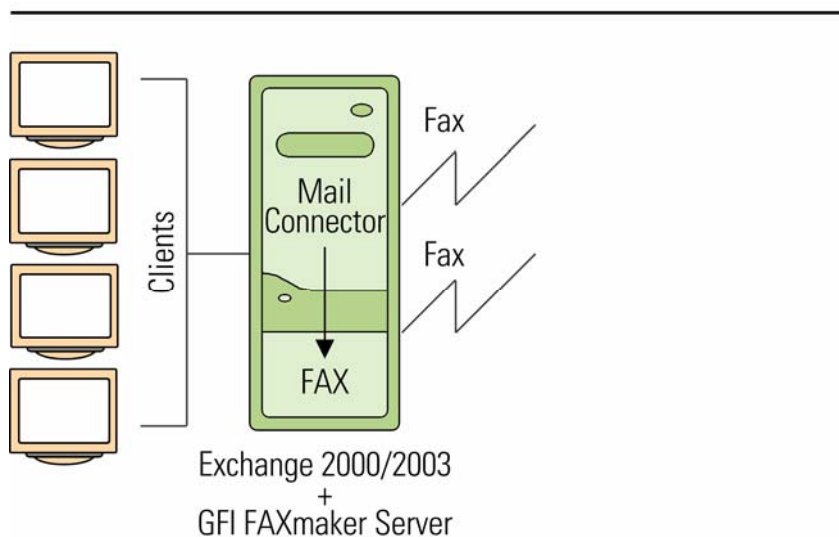 Clients
Mail
Connector
FAX
Fax
Fax
Exchange 2000/2003
+
GFI FAXmaker Server